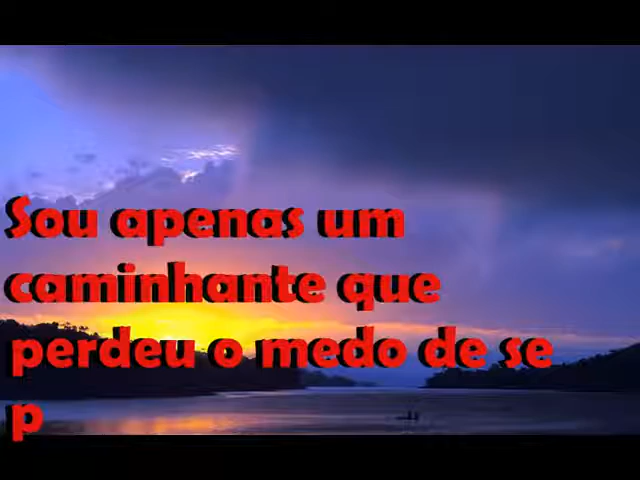 Sou apenas um
caminhante que
perdeu o medo de se
p